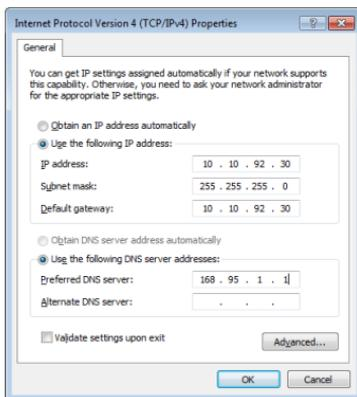 Internet Protocol Version 4 (TCP/IPv4) Properties
General
You can get IP settings assigned automatically if your network supports
this capability. Otherwise, you need to ask your network administrator
for the appropriate IP settings.
Obtain an IP address automatically
Use the following IP address:
IP address: 10 . 10 . 92 . 30
Subnet mask: 255 . 255 . 255 . 0
Default gateway: 10 . 10 . 92 . 30
Obtain DNS server address automatically
Use the following DNS server addresses:
Preferred DNS server: 168 . 95 . 1 . 1
Alternate DNS server: . . .
Validate settings upon exit
Advanced...
OK Cancel